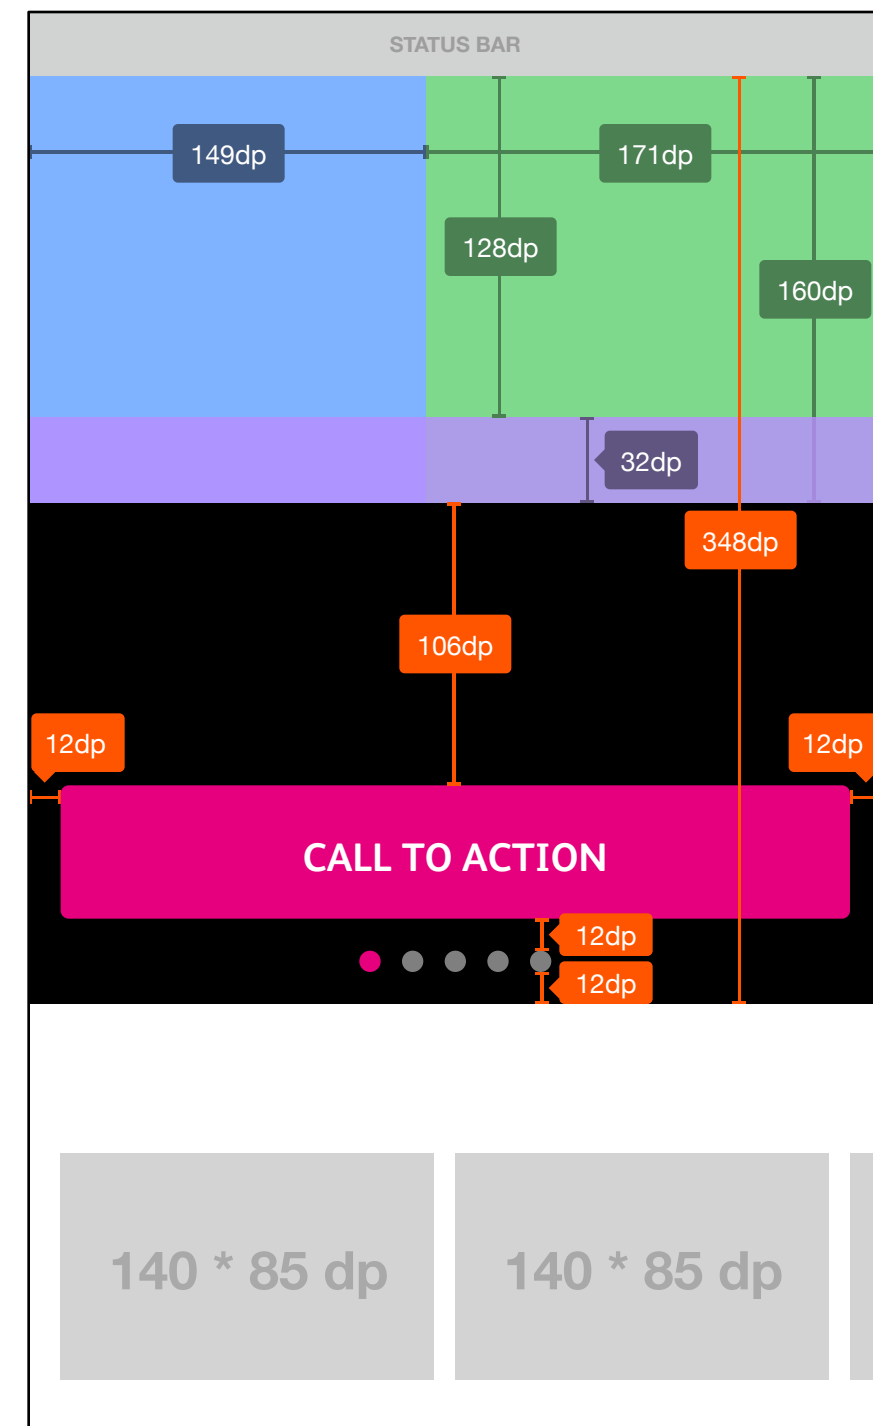 STATUS BAR
149dp
171dp
128dp
160dp
32dp
348dp
106dp
12dp
12dp
CALL TO ACTION
12dp
12dp
140 * 85 dp
140 * 85 dp